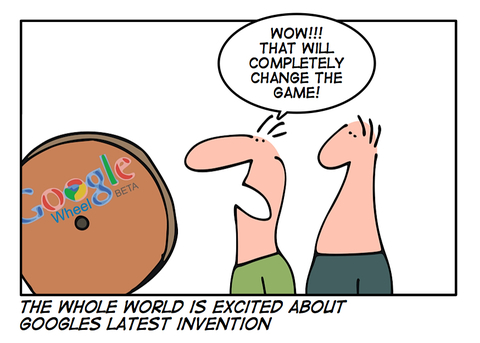 WOW!!!
THAT WILL
COMPLETELY
CHANGE THE
GAME!
Google
Wheel BETA
THE WHOLE WORLD IS EXCITED ABOUT
GOOGLES LATEST INVENTION